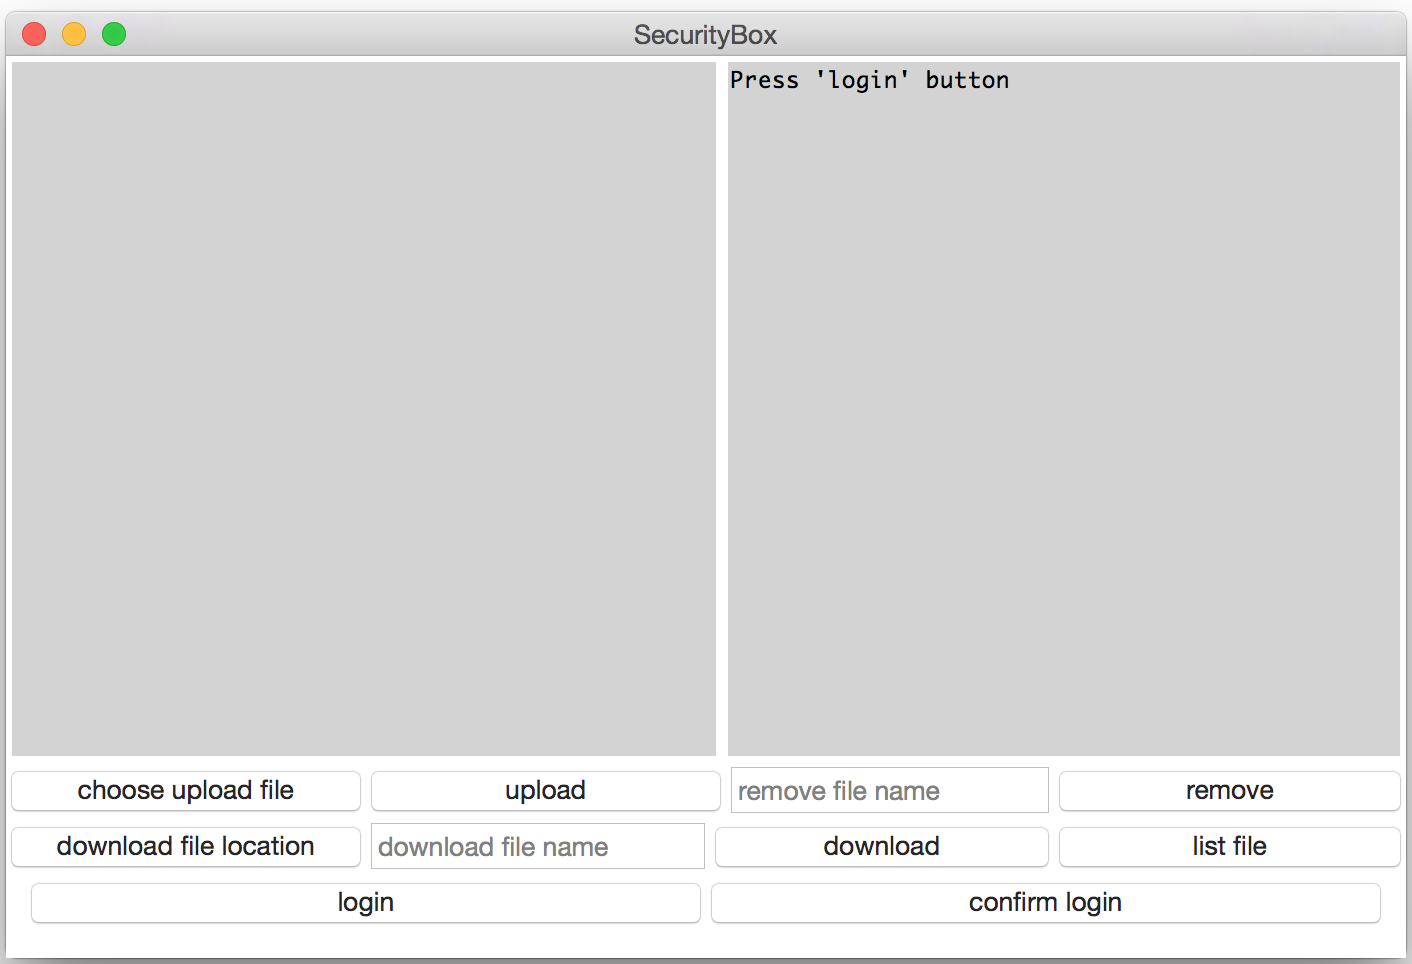 SecurityBox
Press 'login' button
choose upload file
upload
remove file name
remove
download file location
download file name
download
list file
login
confirm login